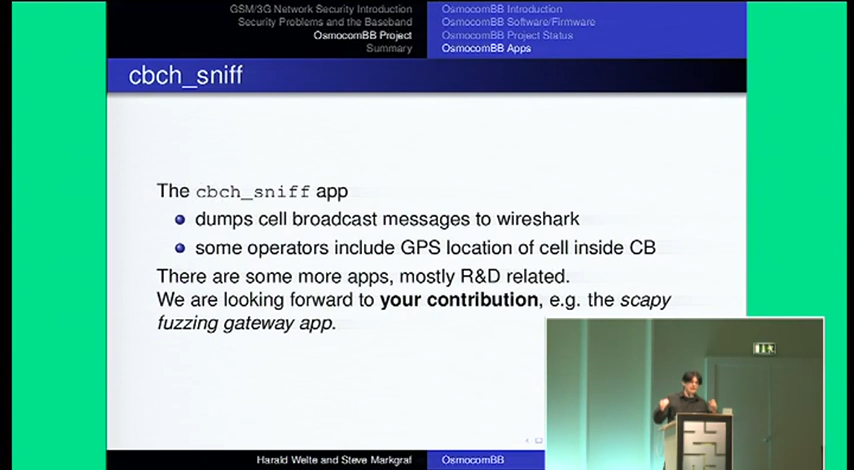 GSM/3G Network Security Introduction
Security Problems and the Baseband
OsmocomBB Project
Summary
OsmocomBB Introduction
OsmocomBB Software/Firmware
OsmocomBB Project Status
OsmocomBB Apps
cbch_sniff
The cbch_sniff app
dumps cell broadcast messages to wireshark
some operators include GPS location of cell inside CB
There are some more apps, mostly R&D related.
We are looking forward to your contribution, e.g. the scapy
fuzzing gateway app.
Harald Welte and Steve Markgraf
OsmocomBB